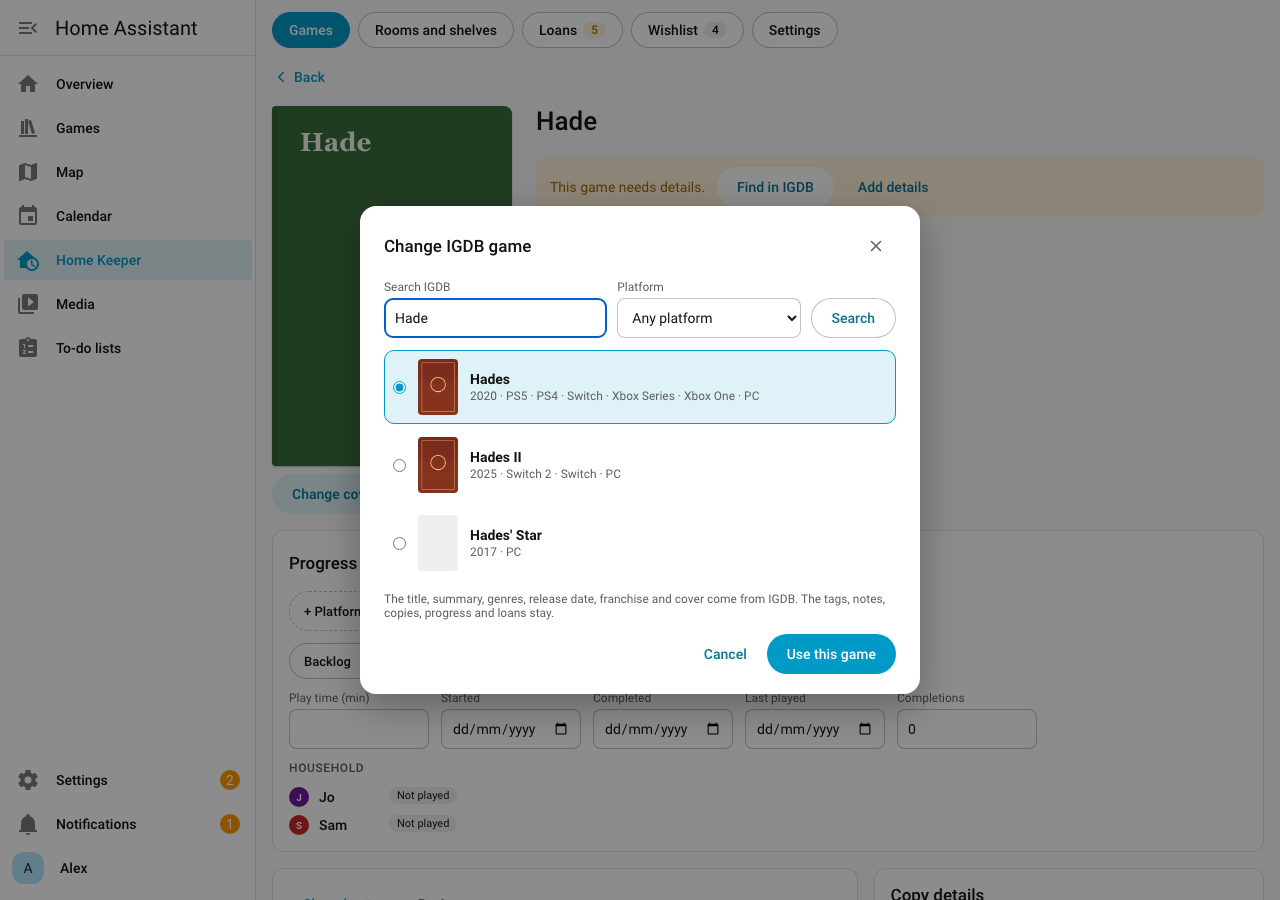 Home Assistant
Overview
Games
Map
Calendar
Home Keeper
Media
To-do lists
Settings 2
Notifications 1
A Alex
Games
Rooms and shelves
Loans 5
Wishlist 4
Settings
Back
Hade
Hade
This game needs details.
Find in IGDB
Add details
Change IGDB game
Search IGDB
Platform
Hade
Any platform
Search
Hades
2020 · PS5 · PS4 · Switch · Xbox Series · Xbox One · PC
Hades II
2025 · Switch 2 · Switch · PC
Hades' Star
2017 · PC
The title, summary, genres, release date, franchise and cover come from IGDB. The tags, notes,
copies, progress and loans stay.
Cancel
Use this game
Change
Progress
+ Platform
Backlog
Play time (min)
Started
Completed
Last played
Completions
dd/mm/yyyy
dd/mm/yyyy
dd/mm/yyyy
0
HOUSEHOLD
J Jo Not played
S Sam Not played
Copy details